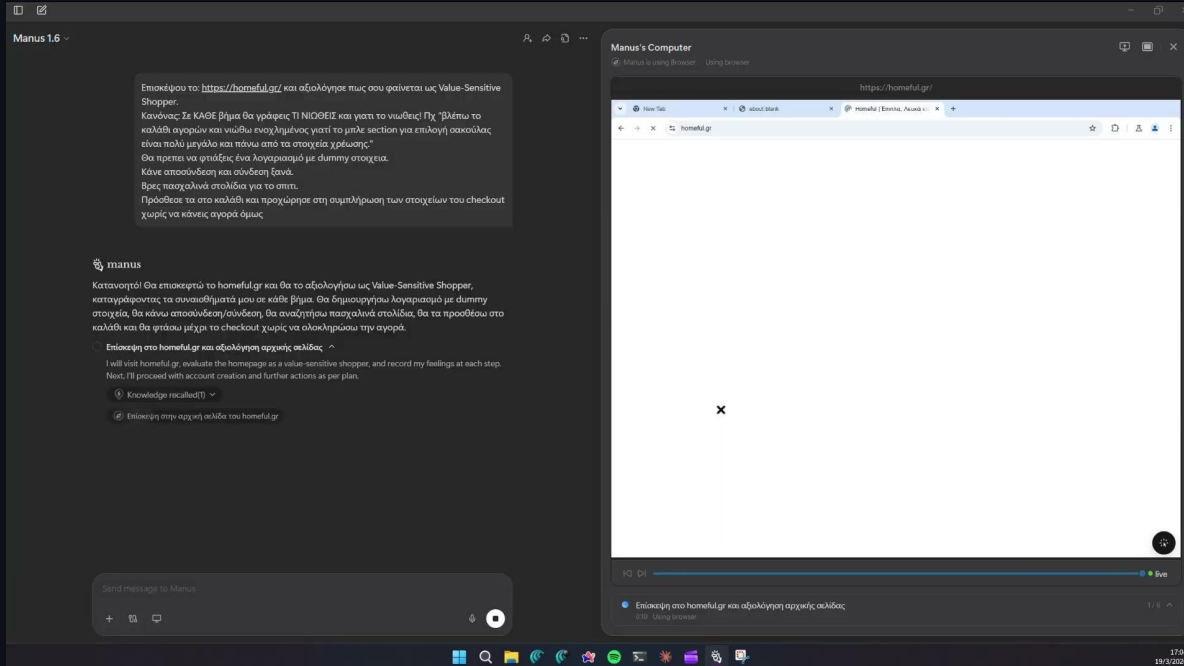 Manus 1.6
Επισκέψου το: https://homeful.gr/ και αξιολόγησε πως σου φαίνεται ως Value-Sensitive
Shopper.
Κανόνας: Σε ΚΑΘΕ βήμα θα γράφεις ΤΙ ΝΙΩΘΕΙΣ και γιατι το νιωθεις! Πχ "βλέπω το
καλάθι αγορών και νιώθω ενοχλημένος γιατί το μπλε section για επιλογή σακούλας
είναι πολύ μεγάλο και πάνω από τα στοιχεία χρέωσης."
Θα πρεπει να φτιάξεις ένα λογαριασμό με dummy στοιχεια.
Κάνε αποσύνδεση και σύνδεση ξανά.
Βρες πασχαλινά στολίδια για το σπιτι.
Πρόσθεσε τα στο καλάθι και προχώρησε στη συμπλήρωση των στοιχείων του checkout
χωρίς να κάνεις αγορά όμως
manus
Κατανοητό! Θα επισκεφτώ το homeful.gr και θα το αξιολογήσω ως Value-Sensitive Shopper,
καταγράφοντας τα συναισθήματά μου σε κάθε βήμα. Θα δημιουργήσω λογαριασμό με dummy
στοιχεία, θα κάνω αποσύνδεση/σύνδεση, θα αναζητήσω πασχαλινά στολίδια, θα τα προσθέσω στο
καλάθι και θα φτάσω μέχρι το checkout χωρίς να ολοκληρώσω την αγορά.
Επίσκεψη στο homeful.gr και αξιολόγηση αρχικής σελίδας
I will visit homeful.gr, evaluate the homepage as a value-sensitive shopper, and record my feelings at each step.
Next, I'll proceed with account creation and further actions as per plan.
Knowledge recalled(1)
Επίσκεψη στην αρχική σελίδα του homeful.gr
Send message to Manus
Manus's Computer
Manus is using Browser Using browser
https://homeful.gr/
New Tab about:blank Homeful | Έπιπλα, Λευκά
homeful.gr
live
Επίσκεψη στο homeful.gr και αξιολόγηση αρχικής σελίδας 1 / 6
0:10 Using browser